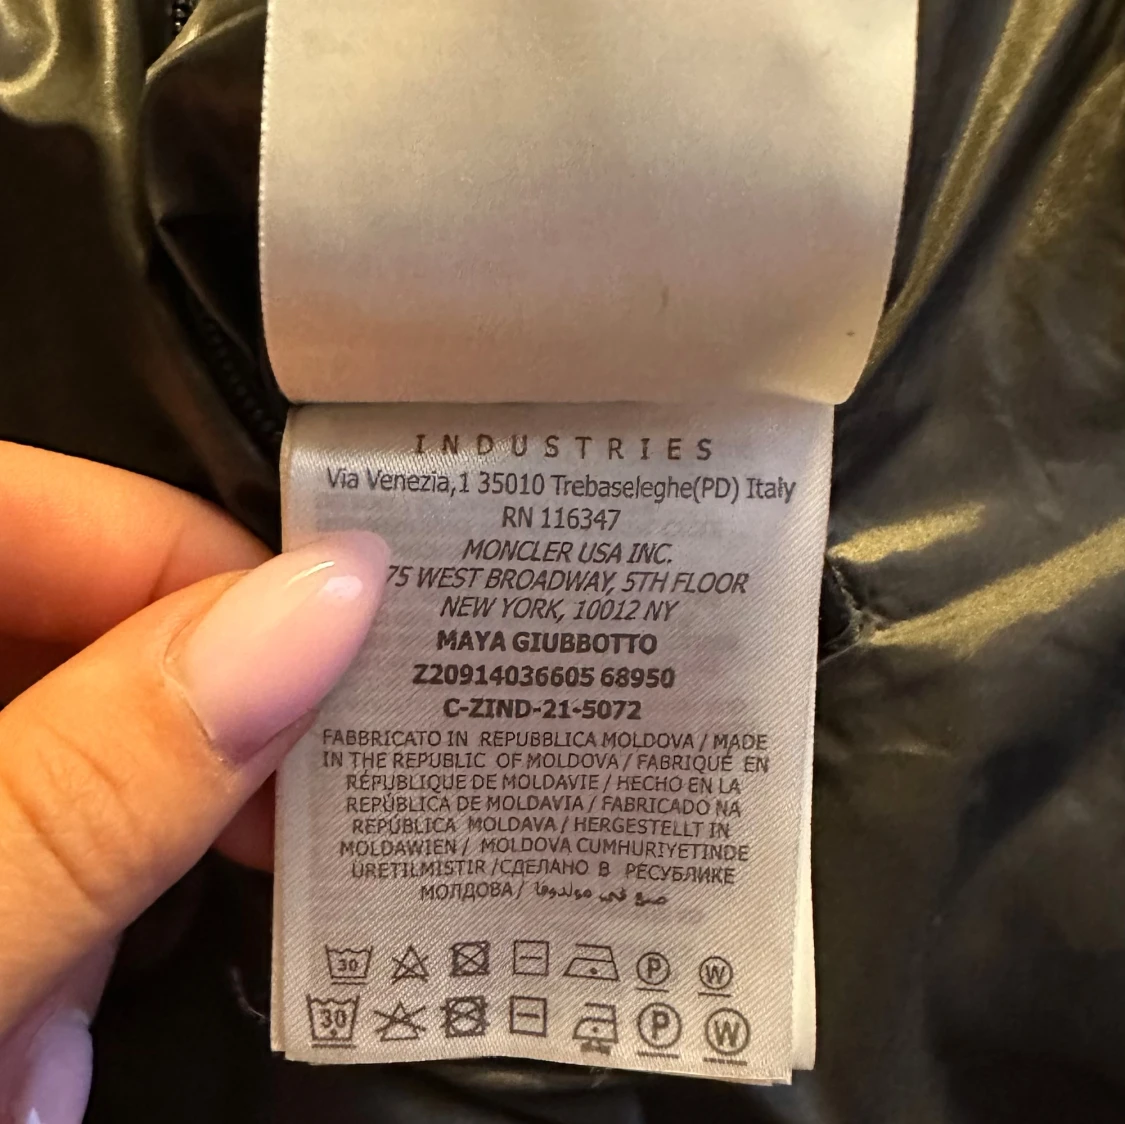 INDUSTRIES
Via Venezia,1 35010 Trebaseleghe(PD) Italy
RN 116347
MONCLER USA INC.
75 WEST BROADWAY, 5TH FLOOR
NEW YORK, 10012 NY
MAYA GIUBBOTTO
Z20914036605 68950
C-ZIND-21-5072
FABBRICATO IN REPUBBLICA MOLDOVA / MADE
IN THE REPUBLIC OF MOLDOVA / FABRIQUÉ EN
RÉPUBLIQUE DE MOLDAVIE / HECHO EN LA
REPÚBLICA DE MOLDAVIA / FABRICADO NA
REPÚBLICA MOLDAVA / HERGESTELLT IN
MOLDAWIEN / MOLDOVA CUMHURIYETINDE
ÜRETILMISTIR /СДЕЛАНО В РЕСУБЛИКЕ
МОЛДОВА / صنع في مولدوفا
30 P W
30 P W